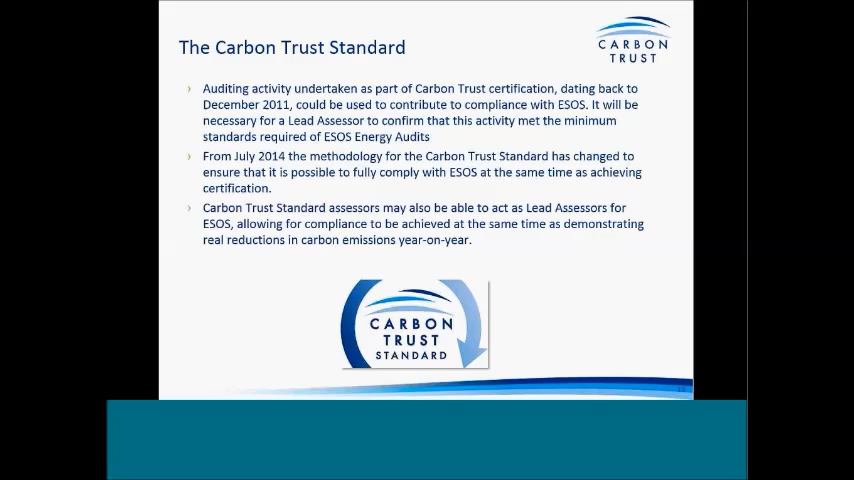 The Carbon Trust Standard
CARBON
TRUST
› Auditing activity undertaken as part of Carbon Trust certification, dating back to
December 2011, could be used to contribute to compliance with ESOS. It will be
necessary for a Lead Assessor to confirm that this activity met the minimum
standards required of ESOS Energy Audits
› From July 2014 the methodology for the Carbon Trust Standard has changed to
ensure that it is possible to fully comply with ESOS at the same time as achieving
certification.
› Carbon Trust Standard assessors may also be able to act as Lead Assessors for
ESOS, allowing for compliance to be achieved at the same time as demonstrating
real reductions in carbon emissions year-on-year.
CARBON
TRUST
STANDARD